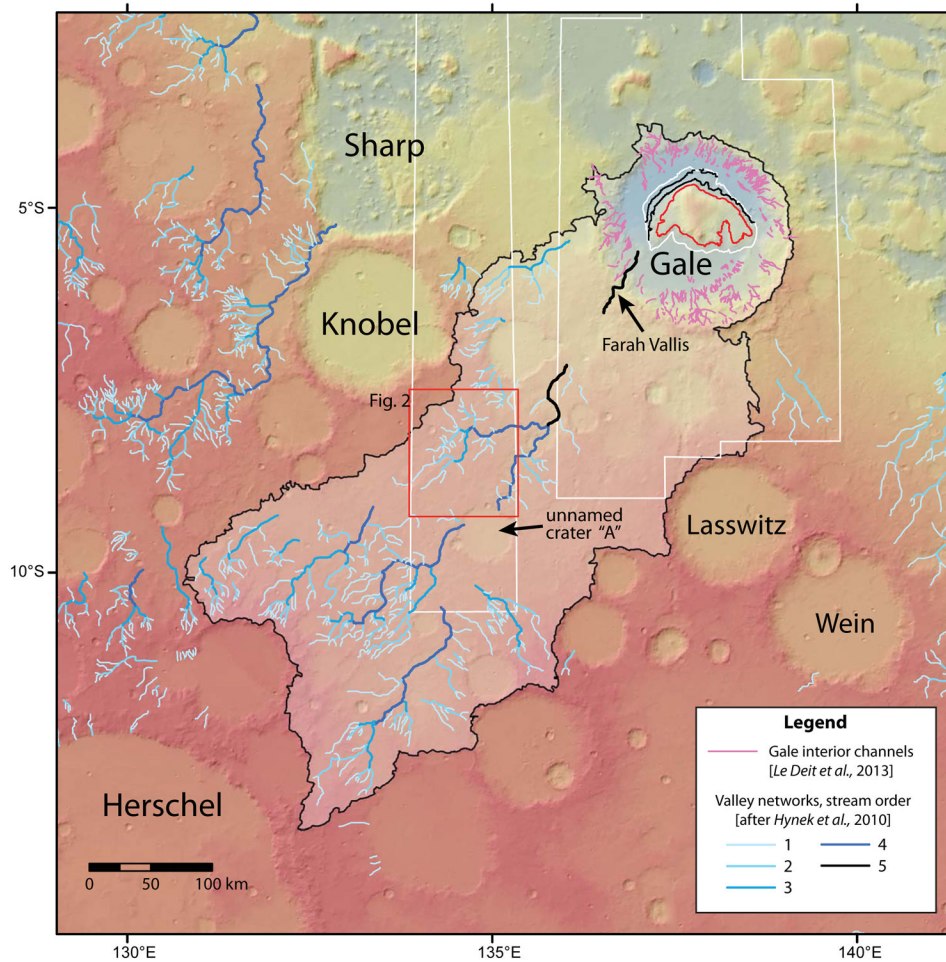 Sharp
5°S
Gale
Knobel
Farah Vallis
Fig. 2
unnamed
crater "A"
Lasswitz
10°S
Wein
Herschel
0 50 100 km
Legend
Gale interior channels
[Le Deit et al., 2013]
Valley networks, stream order
[after Hynek et al., 2010]
1 4
2 5
3
130°E 135°E 140°E